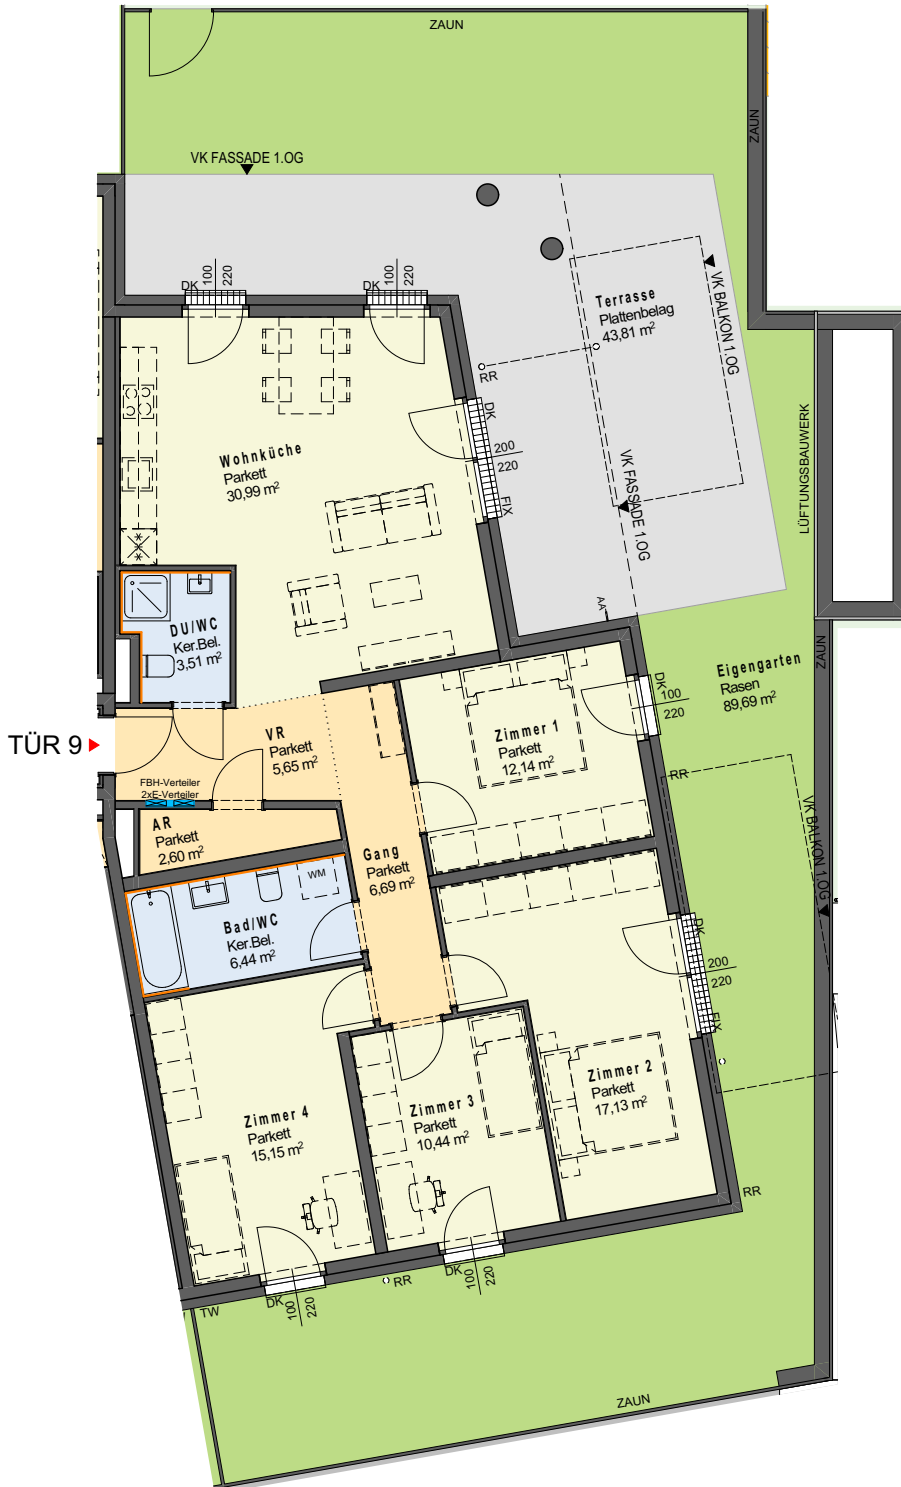 ZAUN
ZAUN
VK FASSADE 1.OG
DK
100
220
DK
100
220
Terrasse
Plattenbelag
43,81 m²
VK BALKON 1.OG
RR
DK
200
220
FIX
VK FASSADE 1.OG
LÜFTUNGSBAUWERK
Wohnküche
Parkett
30,99 m²
DU/WC
Ker.Bel.
3,51 m²
AA
ZAUN
Eigengarten
Rasen
89,69 m²
DK
100
220
TÜR 9
VR
Parkett
5,65 m²
Zimmer 1
Parkett
12,14 m²
RR
FBH-Verteiler
2xE-Verteiler
AR
Parkett
2,60 m²
Gang
Parkett
6,69 m²
VK BALKON 1.OG
WM
Bad/WC
Ker.Bel.
6,44 m²
DK
200
220
FIX
Zimmer 2
Parkett
17,13 m²
Zimmer 3
Parkett
10,44 m²
Zimmer 4
Parkett
15,15 m²
RR
DK
100
220
RR
DK
100
220
TW
ZAUN